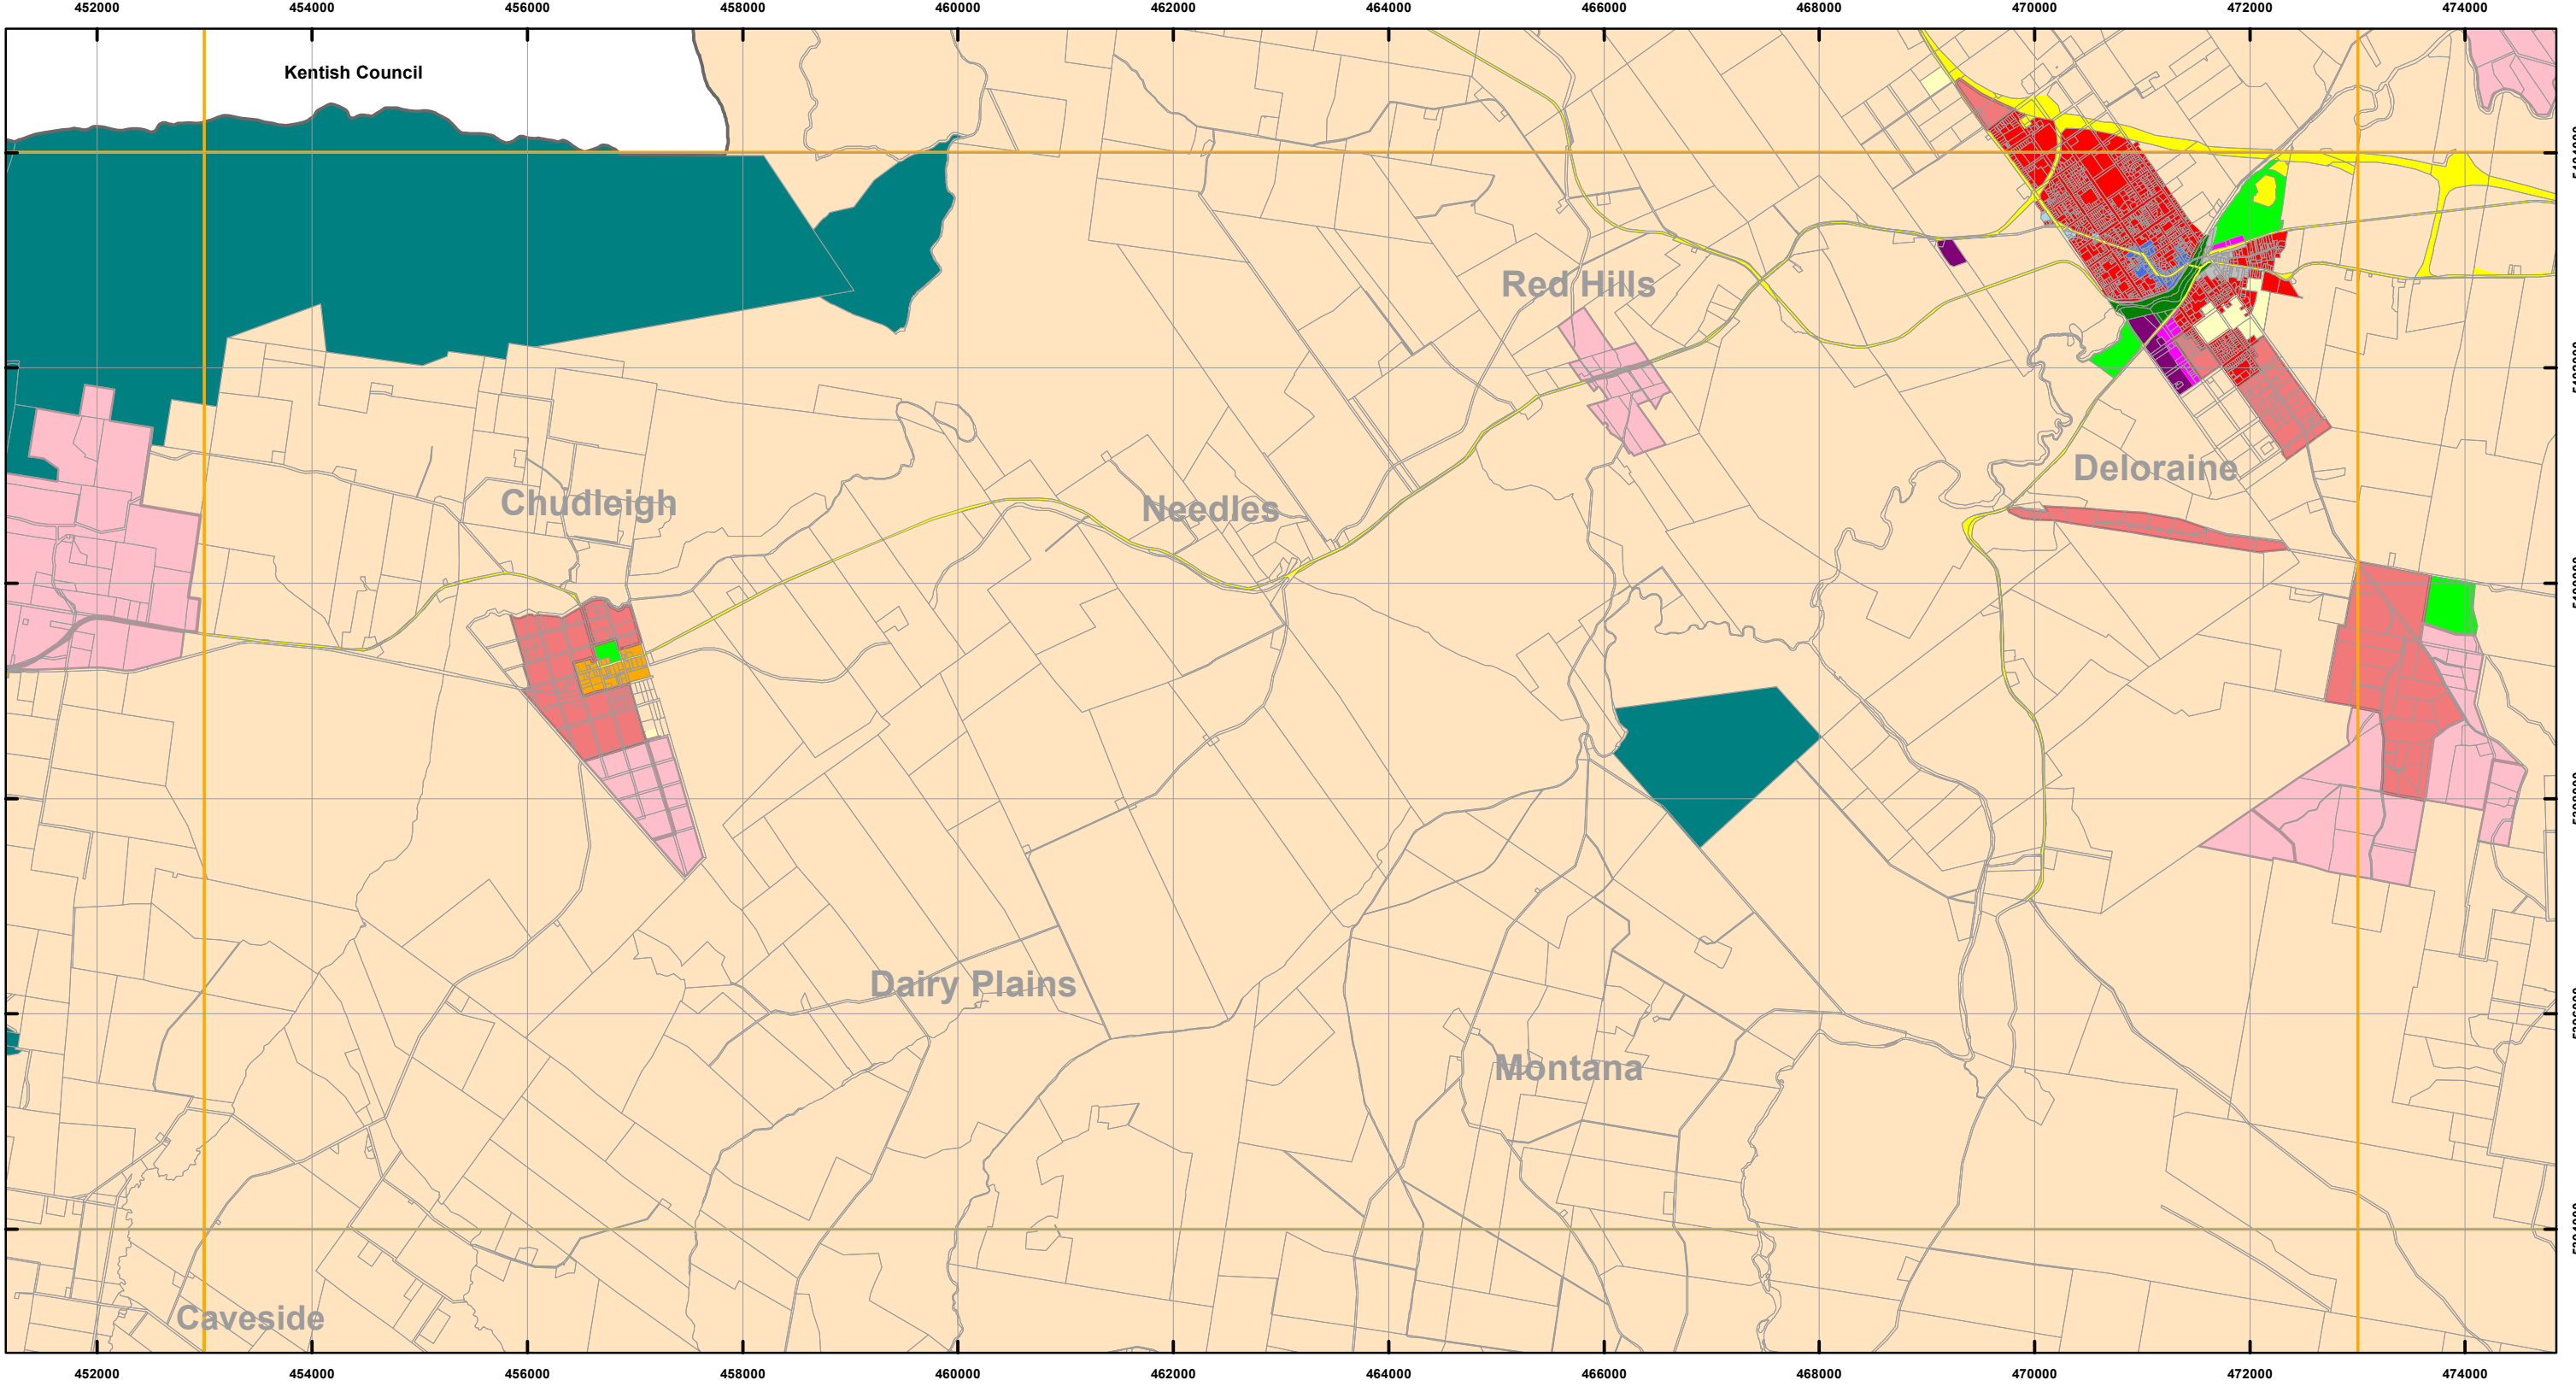 452000 454000 456000 458000 460000 462000 464000 466000 468000 470000 472000 474000
Kentish Council
Red Hills
Deloraine
Chudleigh
Needles
Dairy Plains
Montana
Caveside
452000 454000 456000 458000 460000 462000 464000 466000 468000 470000 472000 474000